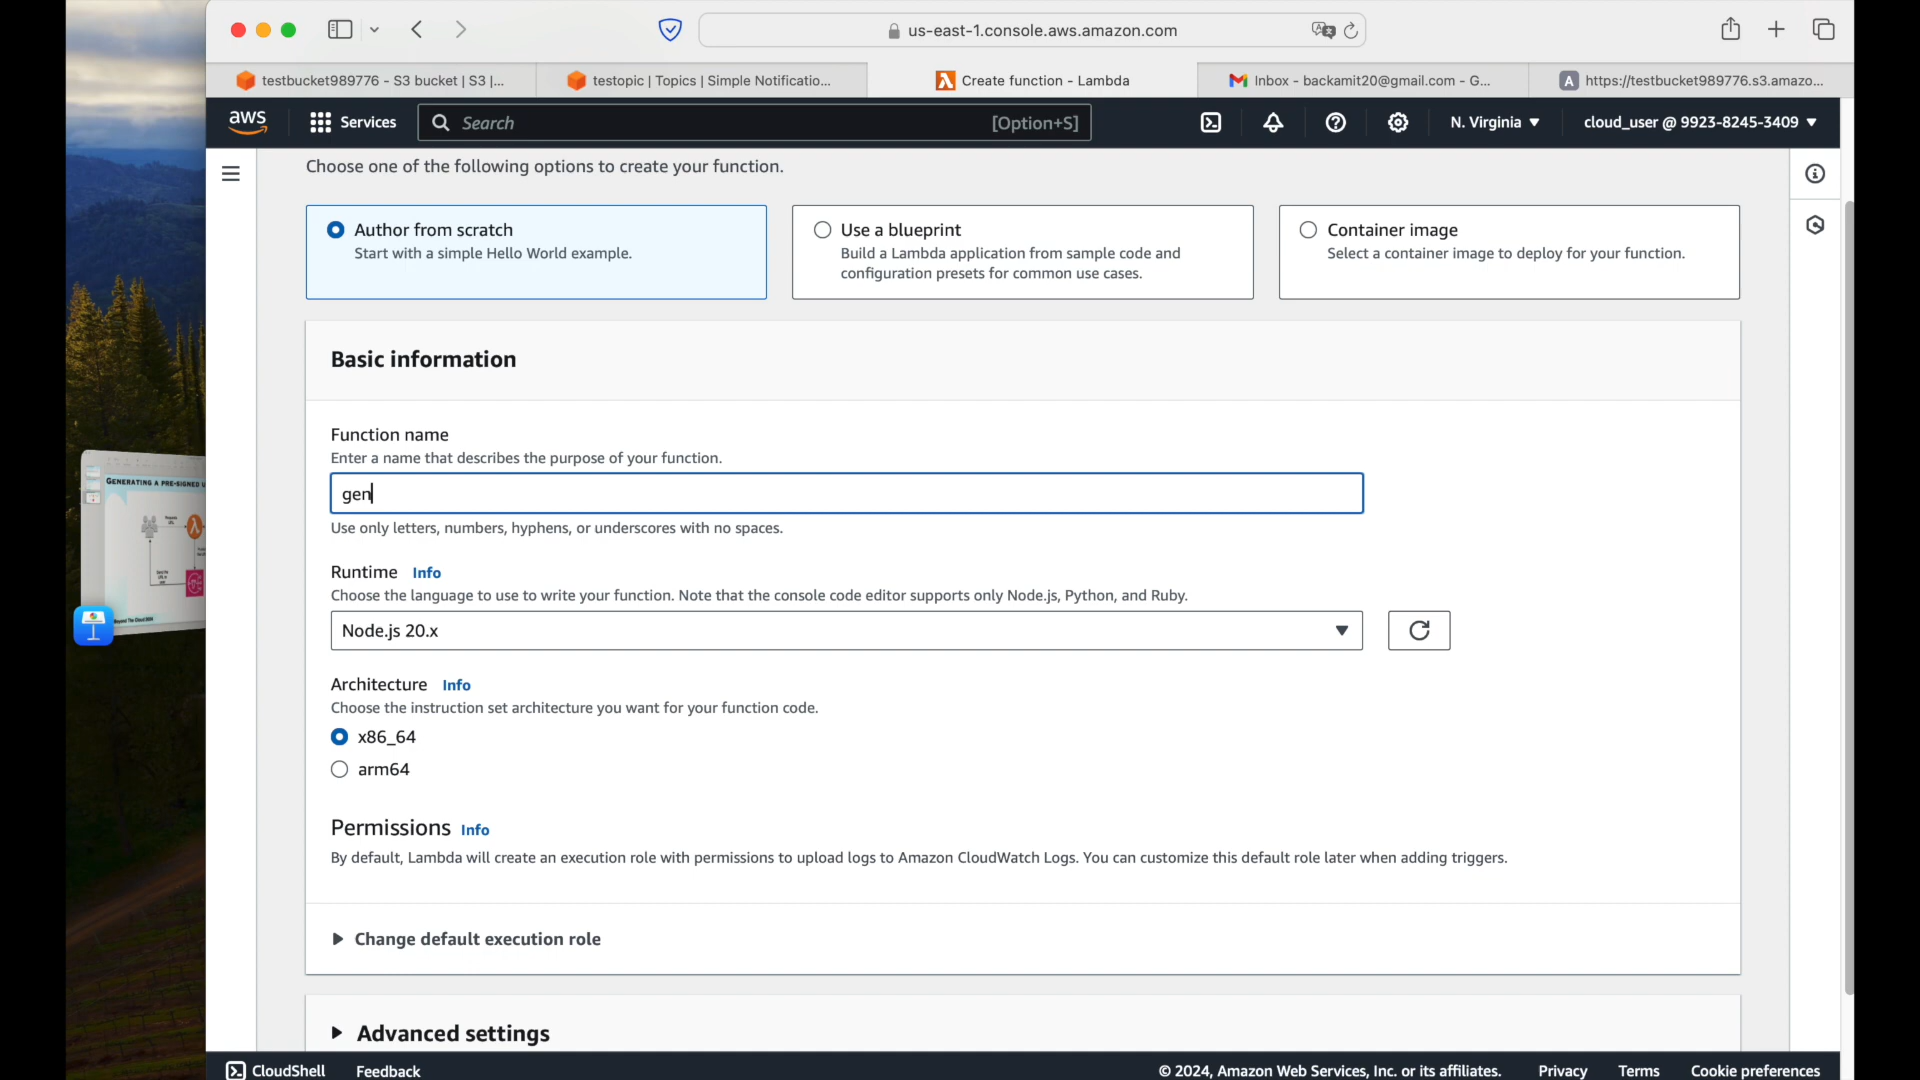 us-east-1.console.aws.amazon.com
testbucket989776 - S3 bucket | S3 |...
testopic | Topics | Simple Notificatio...
Create function - Lambda
Inbox - backamit20@gmail.com - G...
A https://testbucket989776.s3.amazo...
aws
Services
Search
[Option+S]
N. Virginia
cloud_user @ 9923-8245-3409
Choose one of the following options to create your function.
Author from scratch
Start with a simple Hello World example.
Use a blueprint
Build a Lambda application from sample code and
configuration presets for common use cases.
Container image
Select a container image to deploy for your function.
Basic information
Function name
Enter a name that describes the purpose of your function.
gen
Use only letters, numbers, hyphens, or underscores with no spaces.
Runtime Info
Choose the language to use to write your function. Note that the console code editor supports only Node.js, Python, and Ruby.
Node.js 20.x
Architecture Info
Choose the instruction set architecture you want for your function code.
x86_64
arm64
Permissions Info
By default, Lambda will create an execution role with permissions to upload logs to Amazon CloudWatch Logs. You can customize this default role later when adding triggers.
Change default execution role
Advanced settings
GENERATING A PRE-SIGNED U
Beyond The Cloud 2024
CloudShell
Feedback
© 2024, Amazon Web Services, Inc. or its affiliates.
Privacy
Terms
Cookie preferences